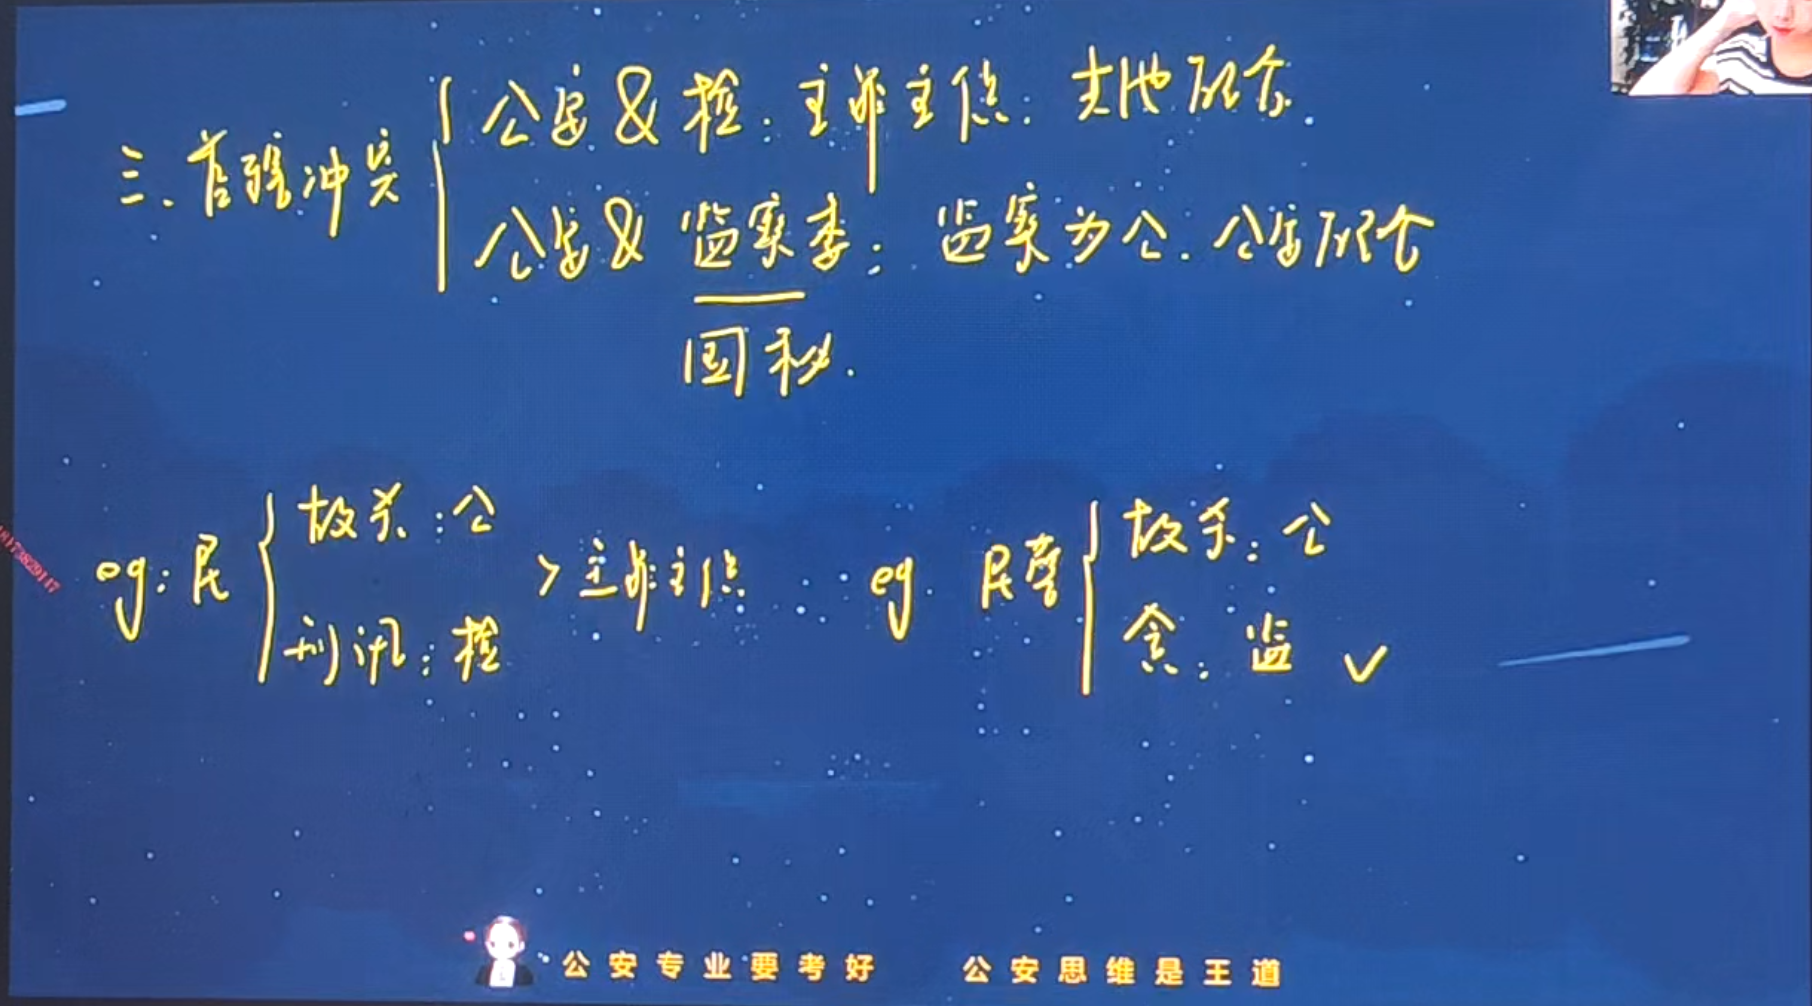 三、管辖冲突
公安 & 检：主罪主侦；其他配合.
公安 & 监察委：监察为主. 公安配合
国秘.
eg：民
故杀：公
刑讯：检
> 主罪主侦
eg. 民警
故杀：公
贪：监 ✓
公安专业要考好 公安思维是王道